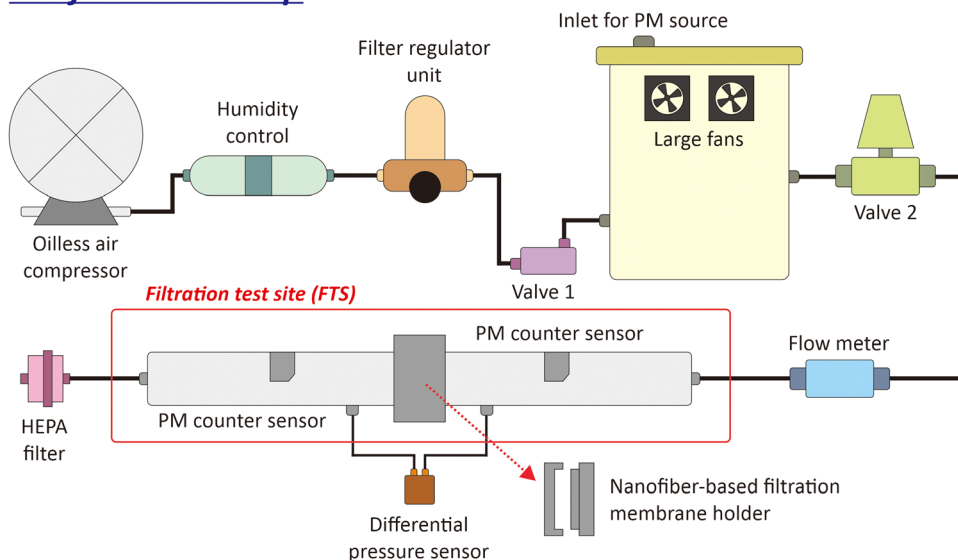 Inlet for PM source
Filter regulator
unit
Humidity
control
Large fans
Valve 2
Oilless air
compressor
Valve 1
Filtration test site (FTS)
PM counter sensor
Flow meter
PM counter sensor
HEPA
filter
Nanofiber-based filtration
membrane holder
Differential
pressure sensor